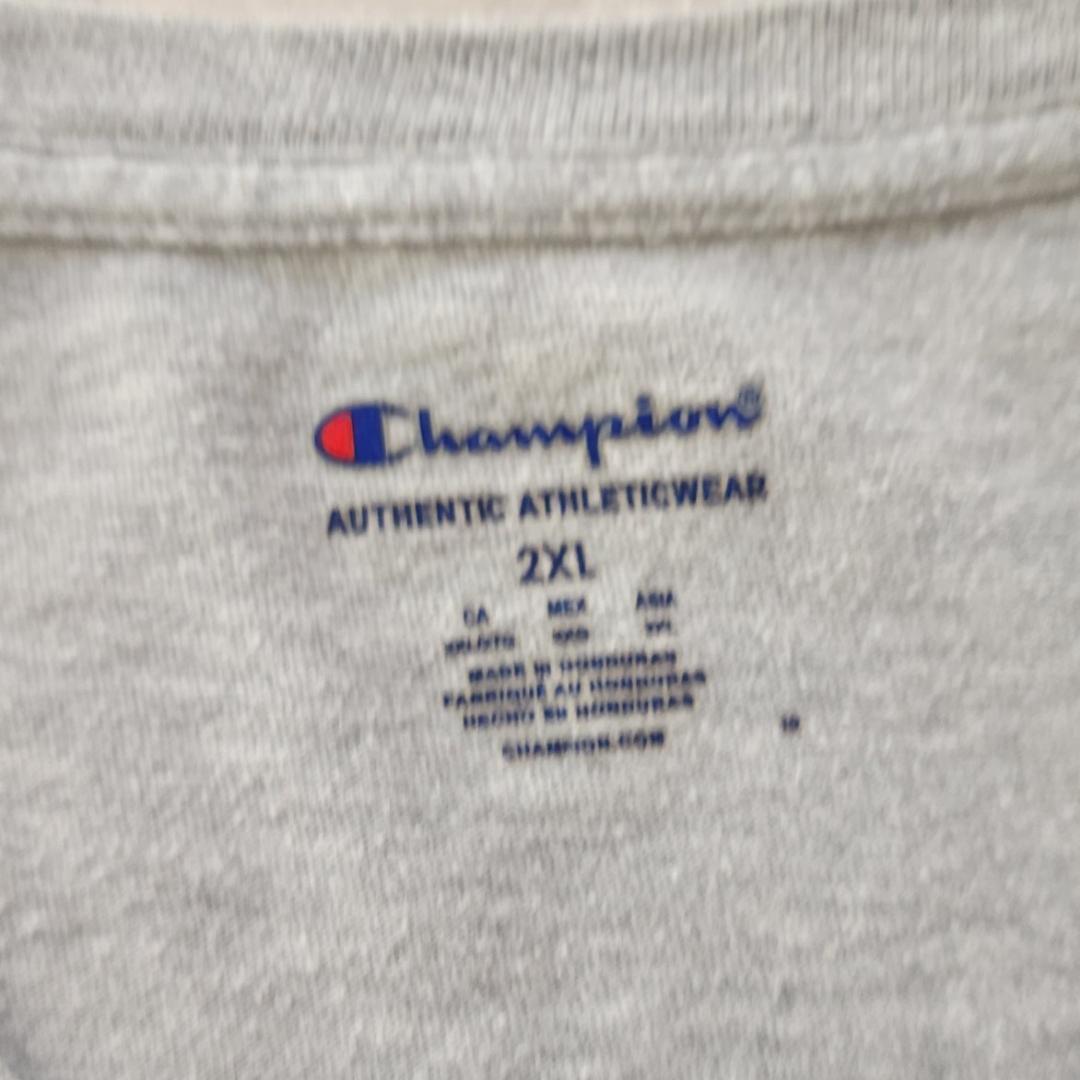 Champion®
AUTHENTIC ATHLETICWEAR
2XL
CA MEX ASIA
MADE IN HONDURAS
FABRIQUÉ AU HONDURAS
HECHO EN HONDURAS
CHAMPION.COM